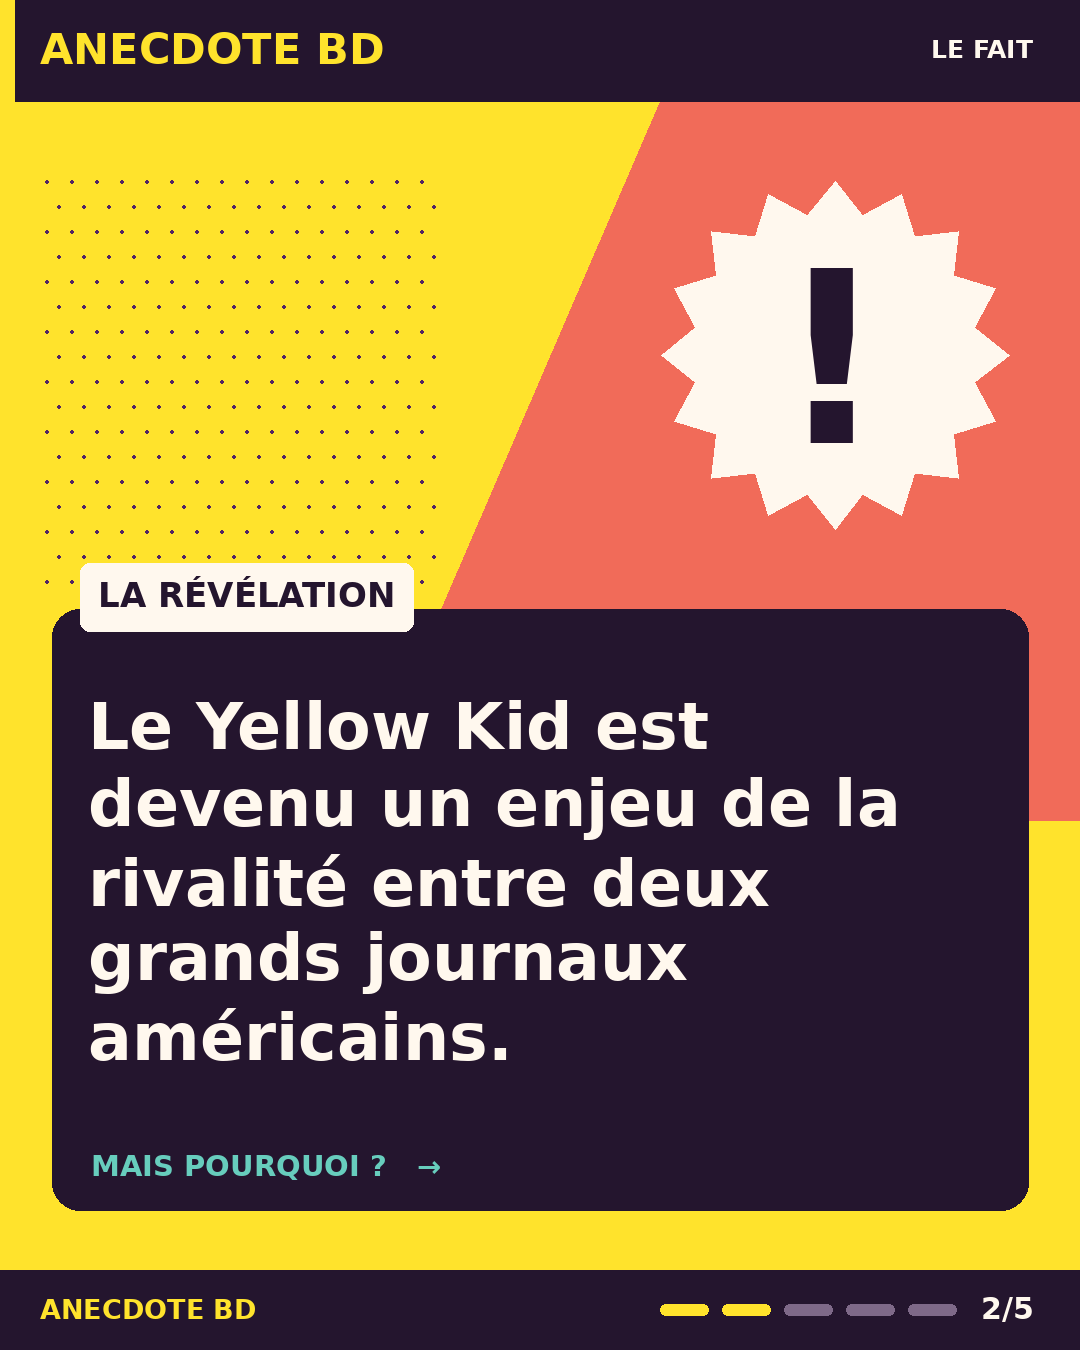 ANECDOTE BD
LE FAIT
!
LA RÉVÉLATION
Le Yellow Kid est
devenu un enjeu de la
rivalité entre deux
grands journaux
américains.
MAIS POURQUOI ? →
ANECDOTE BD
2/5